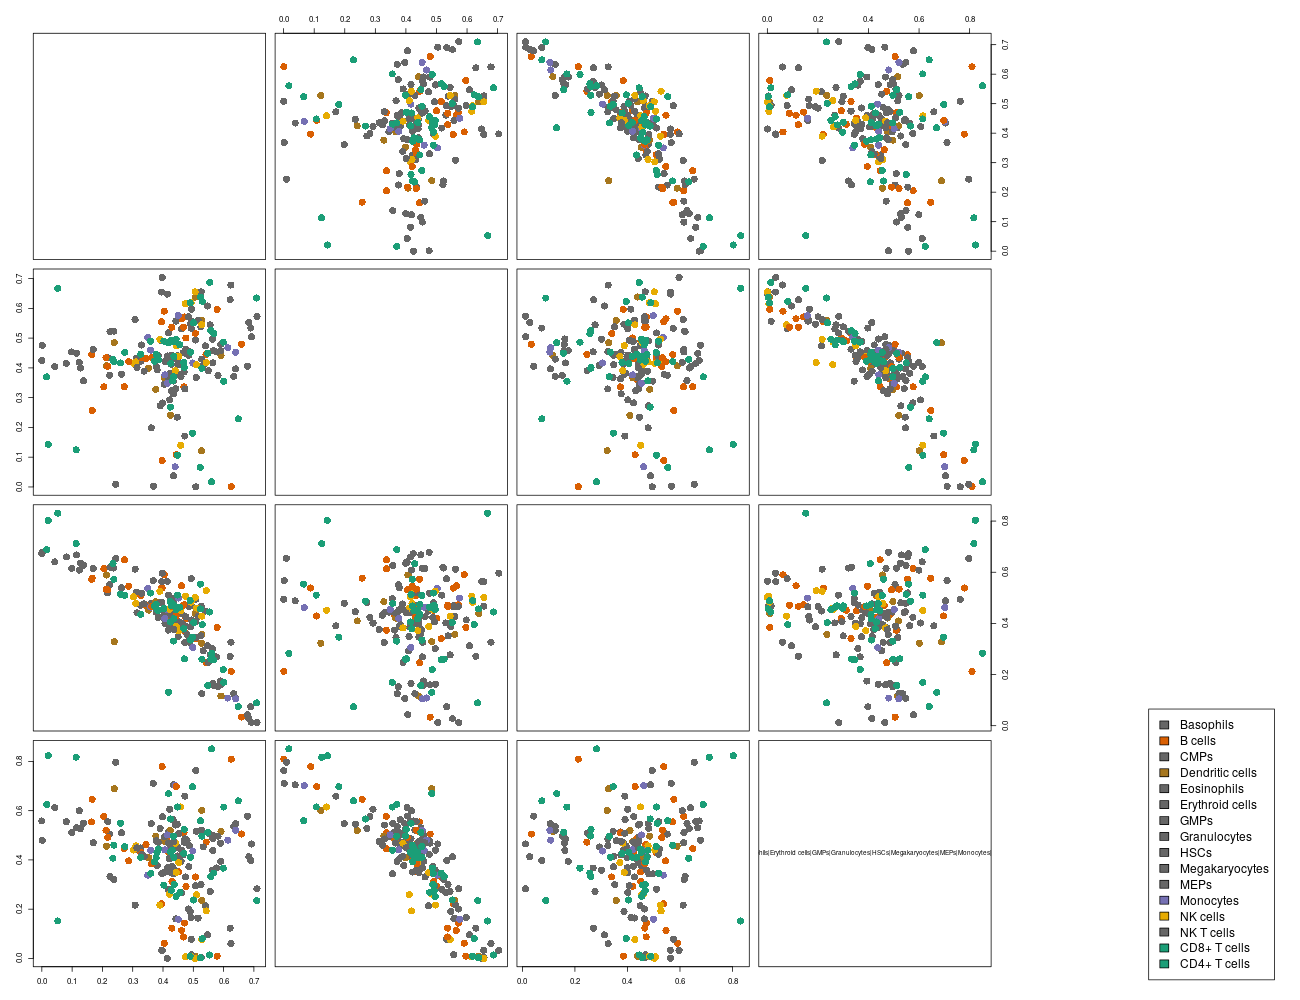 0.0 0.1 0.2 0.3 0.4 0.5 0.6 0.7
0.0 0.2 0.4 0.6 0.8
0.0 0.1 0.2 0.3 0.4 0.5 0.6 0.7
0.0 0.1 0.2 0.3 0.4 0.5 0.6 0.7
0.0 0.2 0.4 0.6 0.8
0.0 0.2 0.4 0.6 0.8
hils|Erythroid cells|GMPs|Granulocytes|HSCs|Megakaryocytes|MEPs|Monocytes|
0.0 0.1 0.2 0.3 0.4 0.5 0.6 0.7
0.0 0.2 0.4 0.6 0.8
Basophils
B cells
CMPs
Dendritic cells
Eosinophils
Erythroid cells
GMPs
Granulocytes
HSCs
Megakaryocytes
MEPs
Monocytes
NK cells
NK T cells
CD8+ T cells
CD4+ T cells